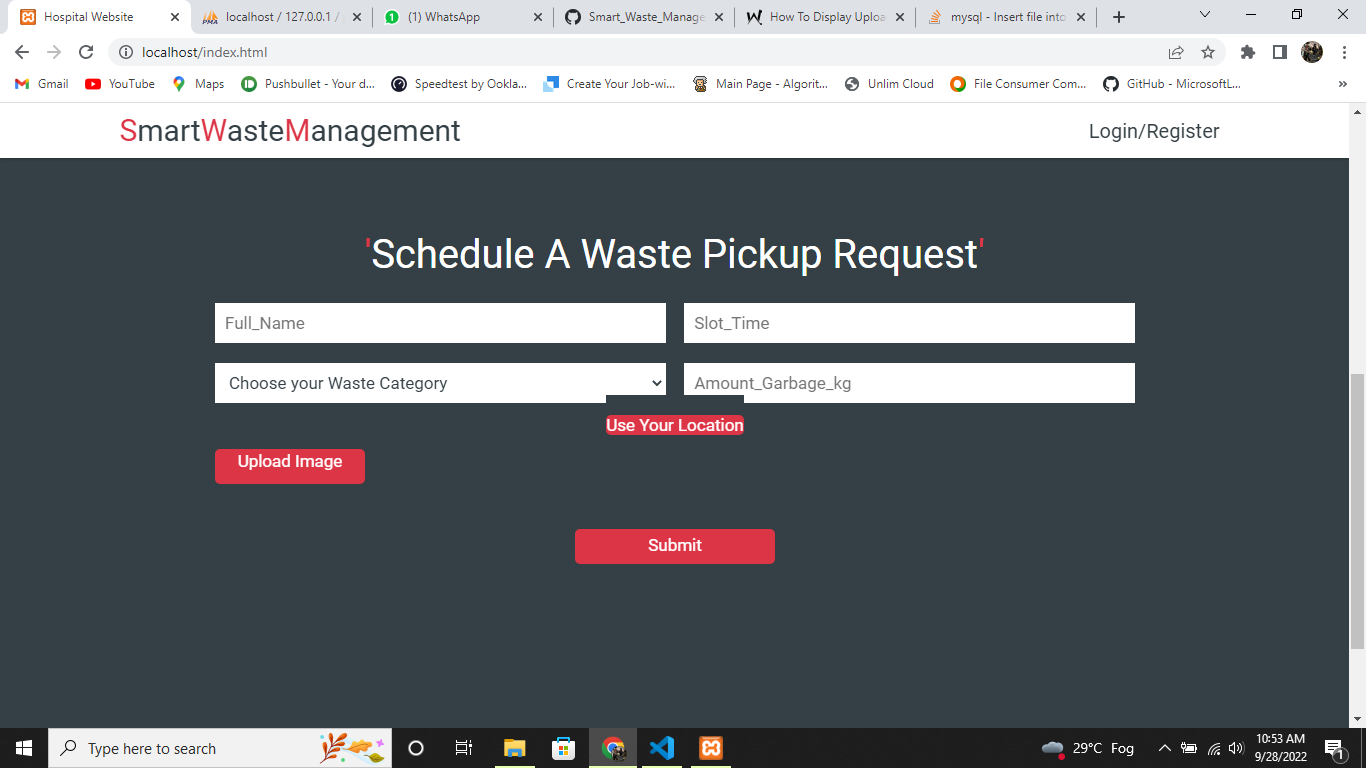 Hospital Website
localhost / 127.0.0.1 /
(1) WhatsApp
Smart_Waste_Manage
How To Display Uploa
mysql - Insert file into
localhost/index.html
Gmail
YouTube
Maps
Pushbullet - Your d...
Speedtest by Ookla...
Create Your Job-wi...
Main Page - Algorit...
Unlim Cloud
File Consumer Com...
GitHub - MicrosoftL...
»
SmartWasteManagement
Login/Register
'Schedule A Waste Pickup Request'
Full_Name
Slot_Time
Choose your Waste Category
Amount_Garbage_kg
Use Your Location
Upload Image
Submit
Type here to search
29°C Fog
10:53 AM
9/28/2022
1